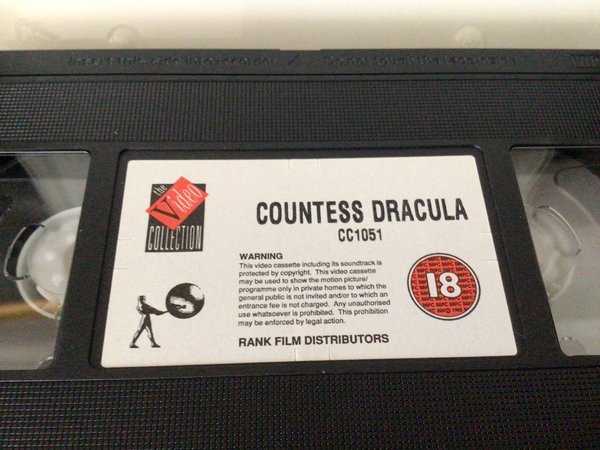 the
Video
COLLECTION
COUNTESS DRACULA
CC1051
WARNING
This video cassette including its soundtrack is
protected by copyright. This video cassette
may be used to show the motion picture/
programme only in private homes to which the
general public is not invited and/or to which an
entrance fee is not charged. Any unauthorised
use whatsoever is prohibited. This prohibition
may be enforced by legal action.
18
RANK FILM DISTRIBUTORS